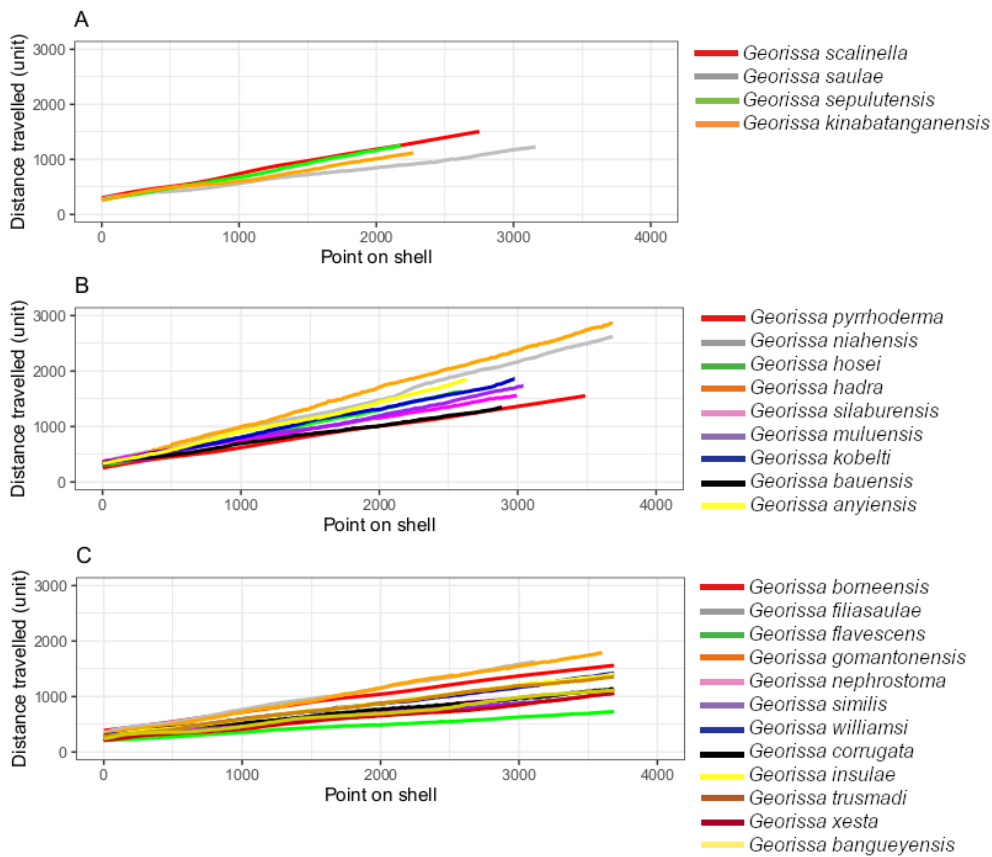 A
Distance travelled (unit)
3000
2000
1000
0
0 1000 2000 3000 4000
Point on shell
Georissa scalinella
Georissa saulae
Georissa sepulutensis
Georissa kinabatanganensis
B
Distance travelled (unit)
3000
2000
1000
0
0 1000 2000 3000 4000
Point on shell
Georissa pyrrhoderma
Georissa niahensis
Georissa hosei
Georissa hadra
Georissa silaburensis
Georissa muluensis
Georissa kobelti
Georissa bauensis
Georissa anyiensis
C
Distance travelled (unit)
3000
2000
1000
0
0 1000 2000 3000 4000
Point on shell
Georissa borneensis
Georissa filiasaulae
Georissa flavescens
Georissa gomantonensis
Georissa nephrostoma
Georissa similis
Georissa williamsi
Georissa corrugata
Georissa insulae
Georissa trusmadi
Georissa xesta
Georissa bangueyensis